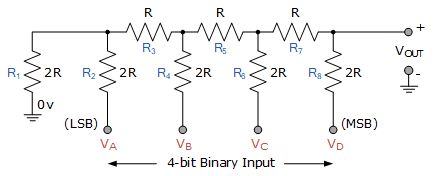 R R R +
R3 R5 R7
VOUT
R1 2R R2 2R R4 2R R6 2R R8 2R -
0v
(LSB) (MSB)
VA VB VC VD
4-bit Binary Input